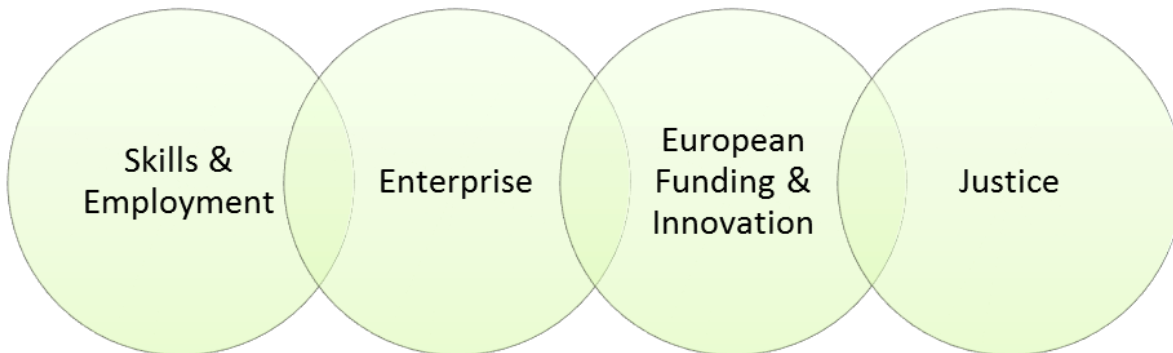 Skills &
Employment
Enterprise
European
Funding &
Innovation
Justice